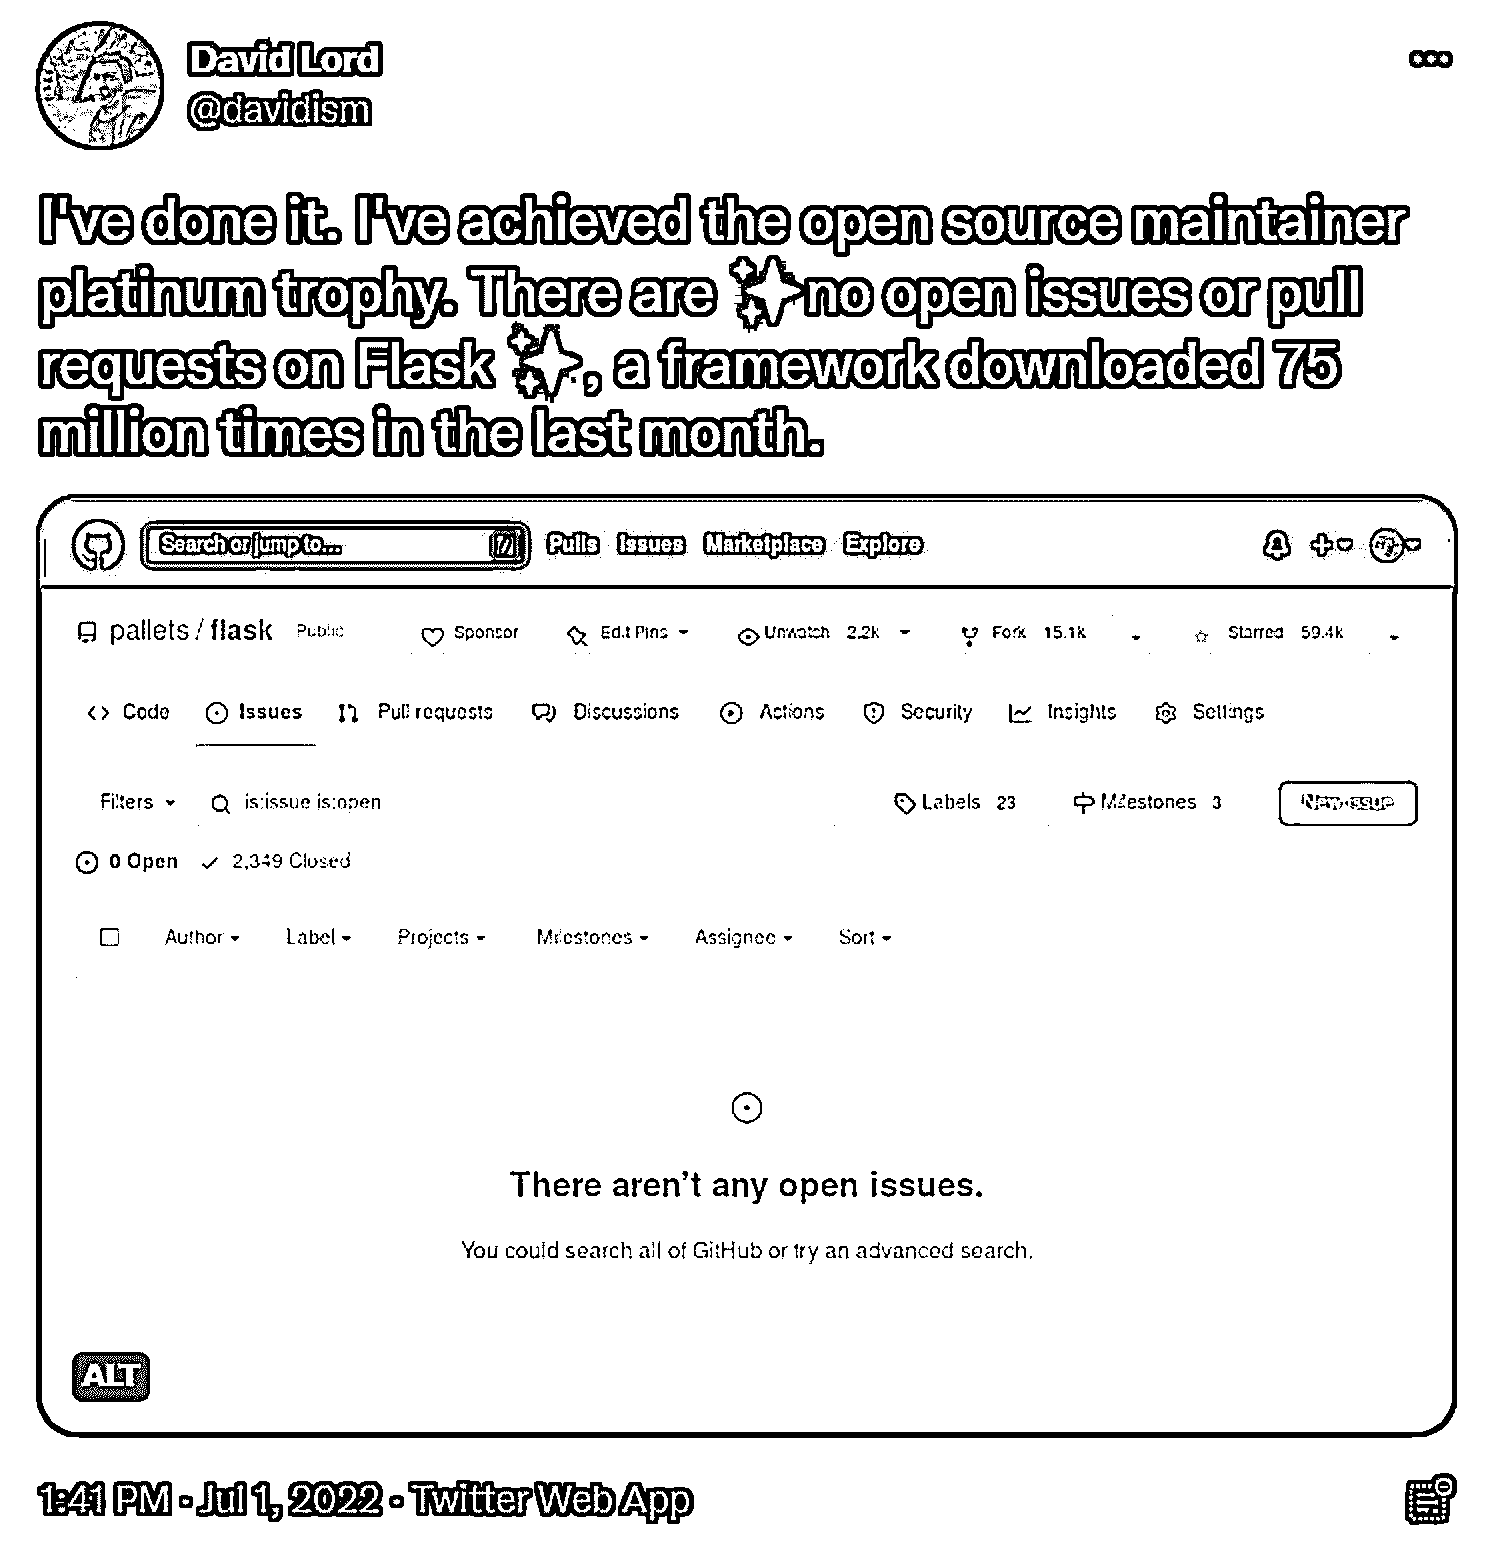 David Lord
@davidism
I've done it. I've achieved the open source maintainer
platinum trophy. There are ✨no open issues or pull
requests on Flask ✨, a framework downloaded 75
million times in the last month.
Search or jump to... /
Pulls Issues Marketplace Explore
pallets / flask Public Sponsor Edit Pins Unwatch 2.2k Fork 15.1k Starred 59.4k
Code Issues Pull requests Discussions Actions Security Insights Settings
Filters is:issue is:open Labels 23 Milestones 3 New issue
0 Open 2,349 Closed
Author Label Projects Milestones Assignee Sort
There aren't any open issues.
You could search all of GitHub or try an advanced search.
ALT
1:41 PM · Jul 1, 2022 · Twitter Web App